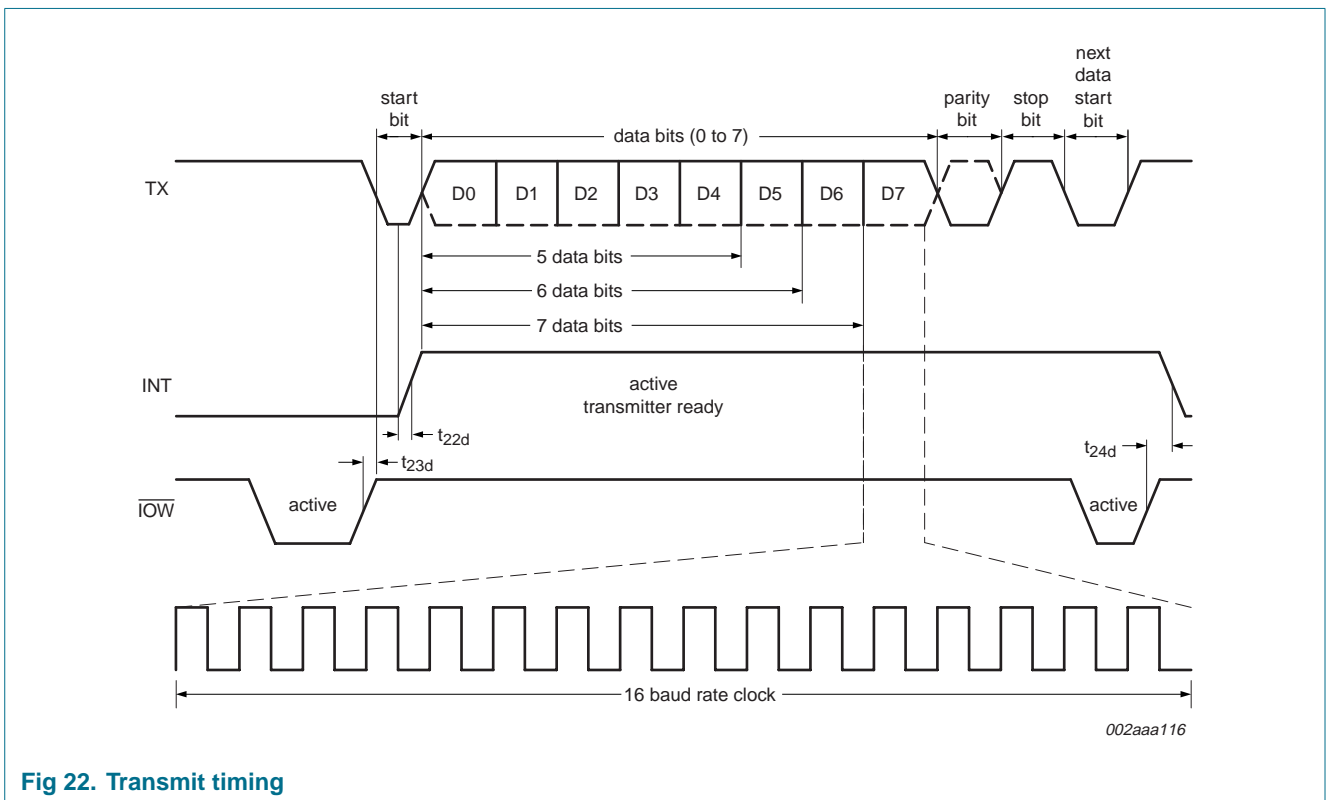 next
data
start
bit
start
bit
parity
bit
stop
bit
data bits (0 to 7)
TX
D0 D1 D2 D3 D4 D5 D6 D7
5 data bits
6 data bits
7 data bits
INT
active
transmitter ready
t22d
t23d
t24d
IOW
active
active
16 baud rate clock
002aaa116
Fig 22. Transmit timing